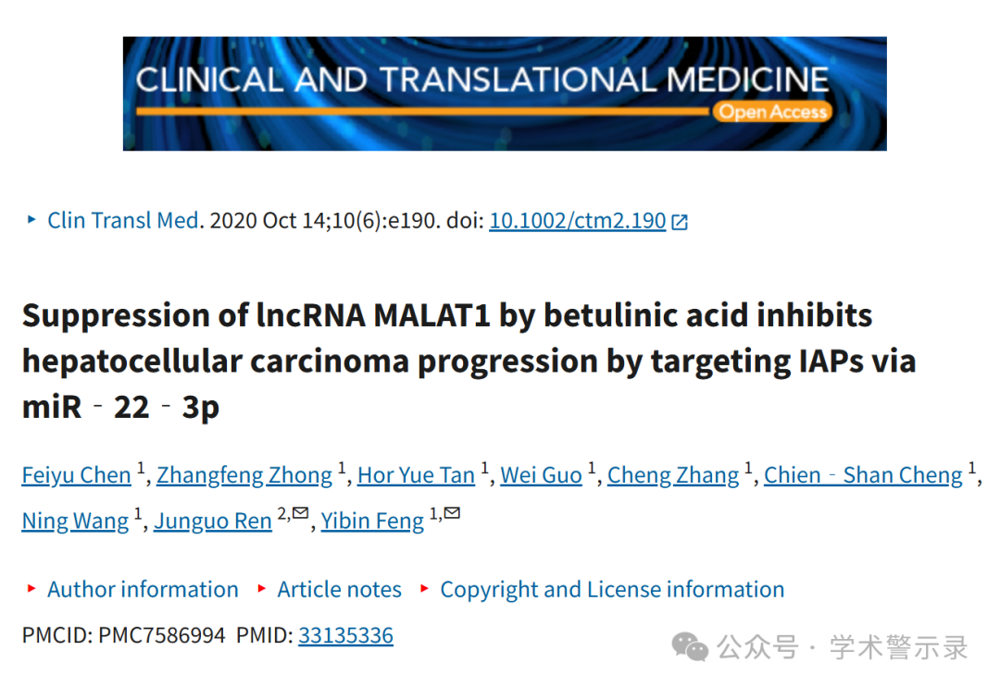 CLINICAL AND TRANSLATIONAL MEDICINE
Open Access
Clin Transl Med. 2020 Oct 14;10(6):e190. doi: 10.1002/ctm2.190
Suppression of lncRNA MALAT1 by betulinic acid inhibits
hepatocellular carcinoma progression by targeting IAPs via
miR‐22‐3p
Feiyu Chen 1, Zhangfeng Zhong 1, Hor Yue Tan 1, Wei Guo 1, Cheng Zhang 1, Chien‐Shan Cheng 1,
Ning Wang 1, Junguo Ren 2,✉, Yibin Feng 1,✉
Author information Article notes Copyright and License information
PMCID: PMC7586994 PMID: 33135336
公众号 · 学术警示录